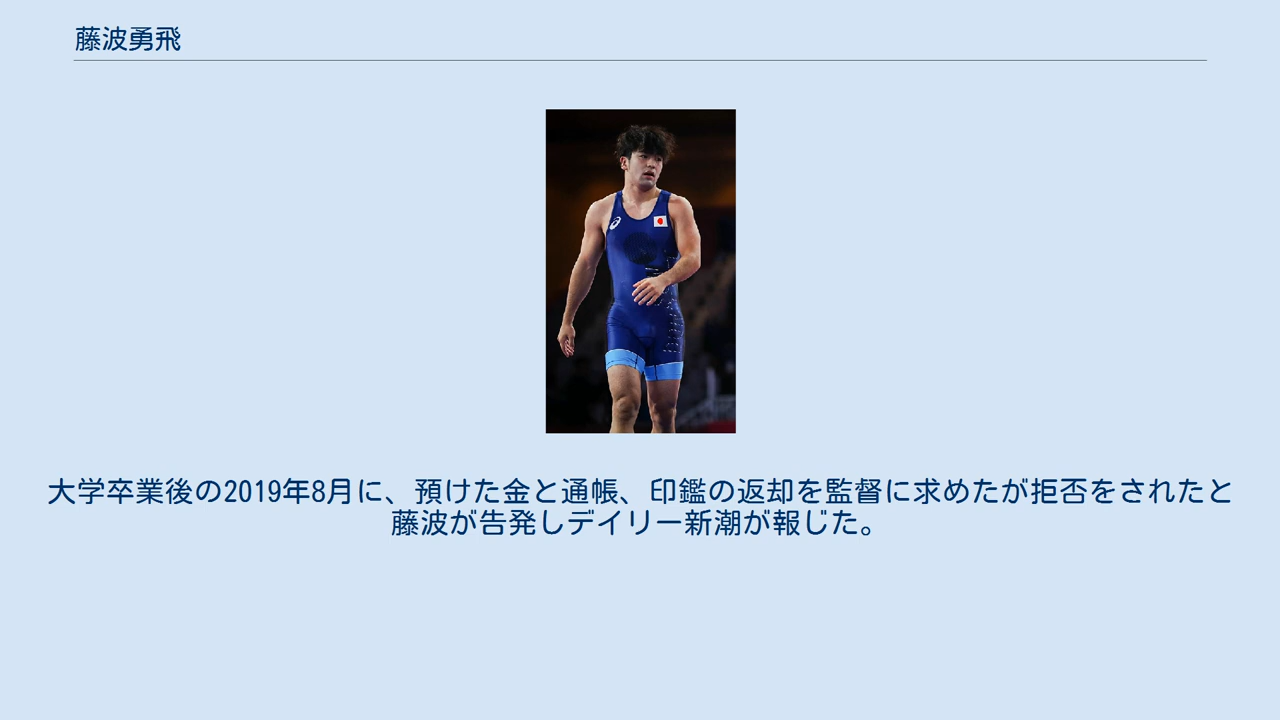 藤波勇飛
大学卒業後の2019年8月に、預けた金と通帳、印鑑の返却を監督に求めたが拒否をされたと
藤波が告発しデイリー新潮が報じた。